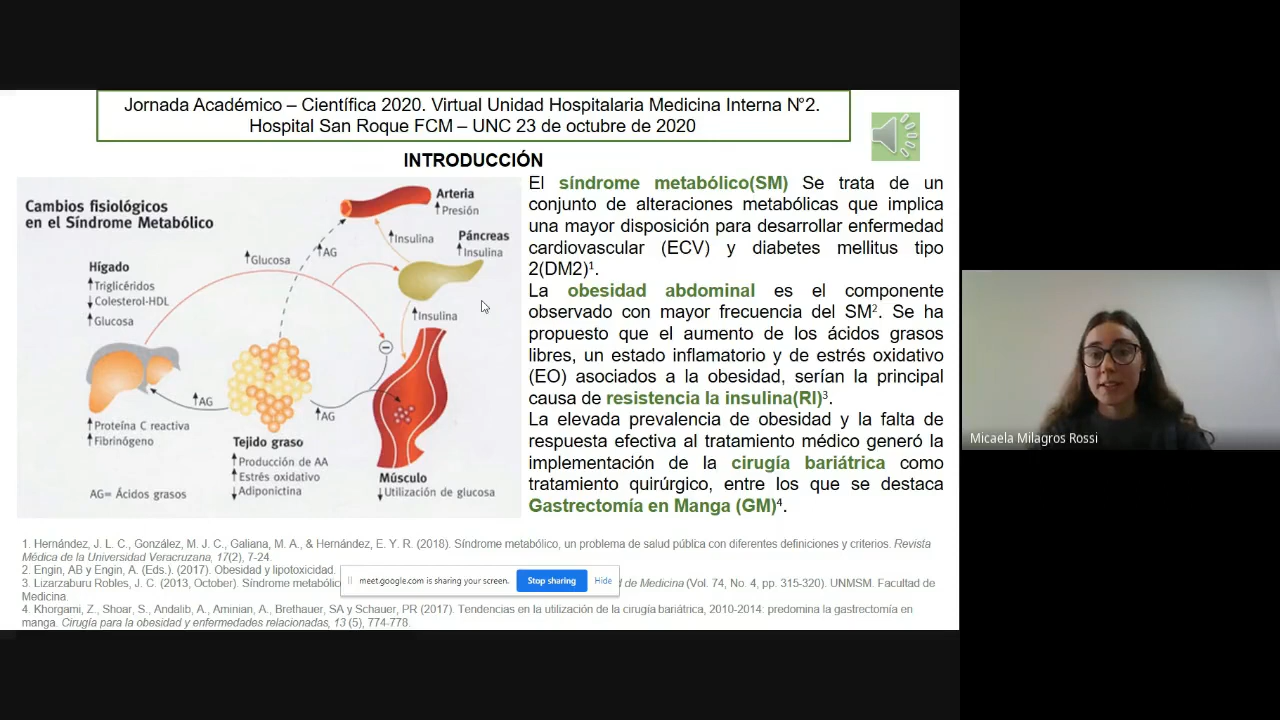 Jornada Académico – Científica 2020. Virtual Unidad Hospitalaria Medicina Interna N°2.
Hospital San Roque FCM – UNC 23 de octubre de 2020
INTRODUCCIÓN
Cambios fisiológicos
en el Síndrome Metabólico
Arteria
↑Presión
↑Insulina
Páncreas
↑Insulina
↑AG
↑Glucosa
Hígado
↑Triglicéridos
↓Colesterol-HDL
↑Glucosa
↑Insulina
↑AG
↑AG
↑Proteína C reactiva
↑Fibrinógeno
Tejido graso
↑Producción de AA
↑Estrés oxidativo
↓Adiponictina
Músculo
↓Utilización de glucosa
AG= Ácidos grasos
El síndrome metabólico(SM) Se trata de un
conjunto de alteraciones metabólicas que implica
una mayor disposición para desarrollar enfermedad
cardiovascular (ECV) y diabetes mellitus tipo
2(DM2)1.
La obesidad abdominal es el componente
observado con mayor frecuencia del SM2. Se ha
propuesto que el aumento de los ácidos grasos
libres, un estado inflamatorio y de estrés oxidativo
(EO) asociados a la obesidad, serían la principal
causa de resistencia la insulina(RI)3.
La elevada prevalencia de obesidad y la falta de
respuesta efectiva al tratamiento médico generó la
implementación de la cirugía bariátrica como
tratamiento quirúrgico, entre los que se destaca
Gastrectomía en Manga (GM)4.
1. Hernández, J. L. C., González, M. J. C., Galiana, M. A., & Hernández, E. Y. R. (2018). Síndrome metabólico, un problema de salud pública con diferentes definiciones y criterios. Revista
Médica de la Universidad Veracruzana, 17(2), 7-24.
2. Engin, AB y Engin, A. (Eds.). (2017). Obesidad y lipotoxicidad.
3. Lizarzaburu Robles, J. C. (2013, October). Síndrome metabólic d de Medicina (Vol. 74, No. 4, pp. 315-320). UNMSM. Facultad de
Medicina.
4. Khorgami, Z., Shoar, S., Andalib, A., Aminian, A., Brethauer, SA y Schauer, PR (2017). Tendencias en la utilización de la cirugía bariátrica, 2010-2014: predomina la gastrectomía en
manga. Cirugía para la obesidad y enfermedades relacionadas, 13 (5), 774-778.
meet.google.com is sharing your screen.
Stop sharing
Hide
Micaela Milagros Rossi